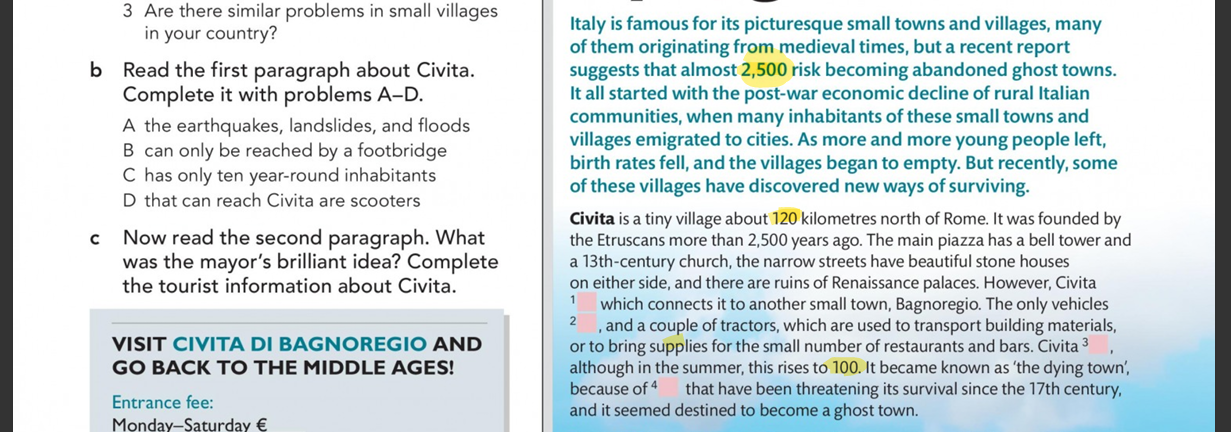 3 Are there similar problems in small villages
in your country?
b Read the first paragraph about Civita.
Complete it with problems A–D.
A the earthquakes, landslides, and floods
B can only be reached by a footbridge
C has only ten year-round inhabitants
D that can reach Civita are scooters
c Now read the second paragraph. What
was the mayor's brilliant idea? Complete
the tourist information about Civita.
VISIT CIVITA DI BAGNOREGIO AND
GO BACK TO THE MIDDLE AGES!
Entrance fee:
Monday–Saturday €
Italy is famous for its picturesque small towns and villages, many
of them originating from medieval times, but a recent report
suggests that almost 2,500 risk becoming abandoned ghost towns.
It all started with the post-war economic decline of rural Italian
communities, when many inhabitants of these small towns and
villages emigrated to cities. As more and more young people left,
birth rates fell, and the villages began to empty. But recently, some
of these villages have discovered new ways of surviving.
Civita is a tiny village about 120 kilometres north of Rome. It was founded by
the Etruscans more than 2,500 years ago. The main piazza has a bell tower and
a 13th-century church, the narrow streets have beautiful stone houses
on either side, and there are ruins of Renaissance palaces. However, Civita
1 which connects it to another small town, Bagnoregio. The only vehicles
2 , and a couple of tractors, which are used to transport building materials,
or to bring supplies for the small number of restaurants and bars. Civita 3 ,
although in the summer, this rises to 100. It became known as 'the dying town',
because of 4 that have been threatening its survival since the 17th century,
and it seemed destined to become a ghost town.